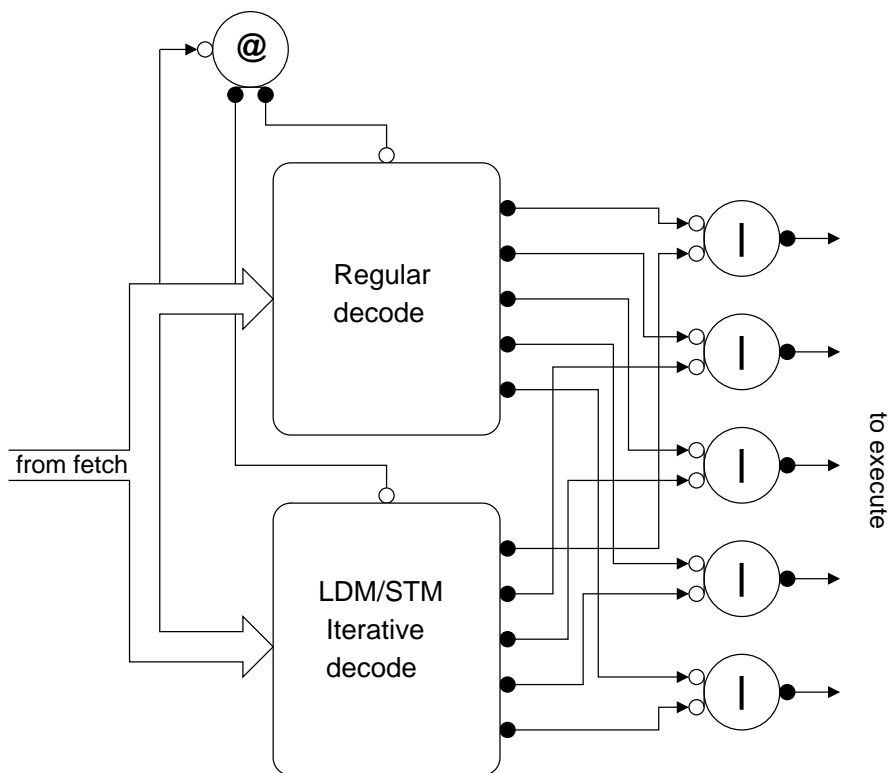 @
Regular
decode
from fetch
LDM/STM
Iterative
decode
|
|
|
|
|
to execute